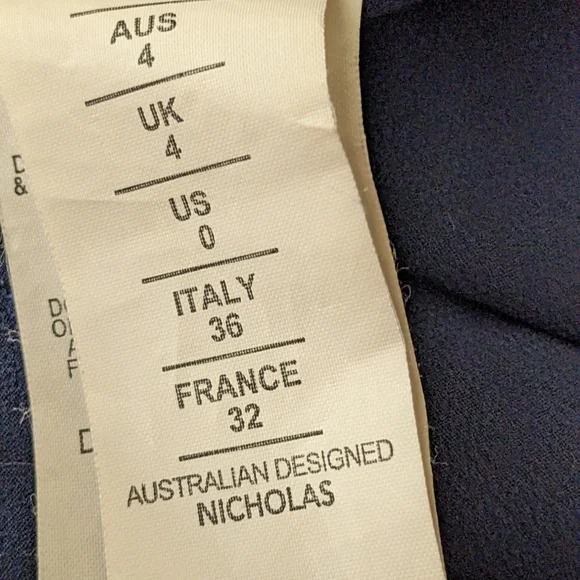 AUS
4
UK
4
US
0
ITALY
36
FRANCE
32
AUSTRALIAN DESIGNED
NICHOLAS
&